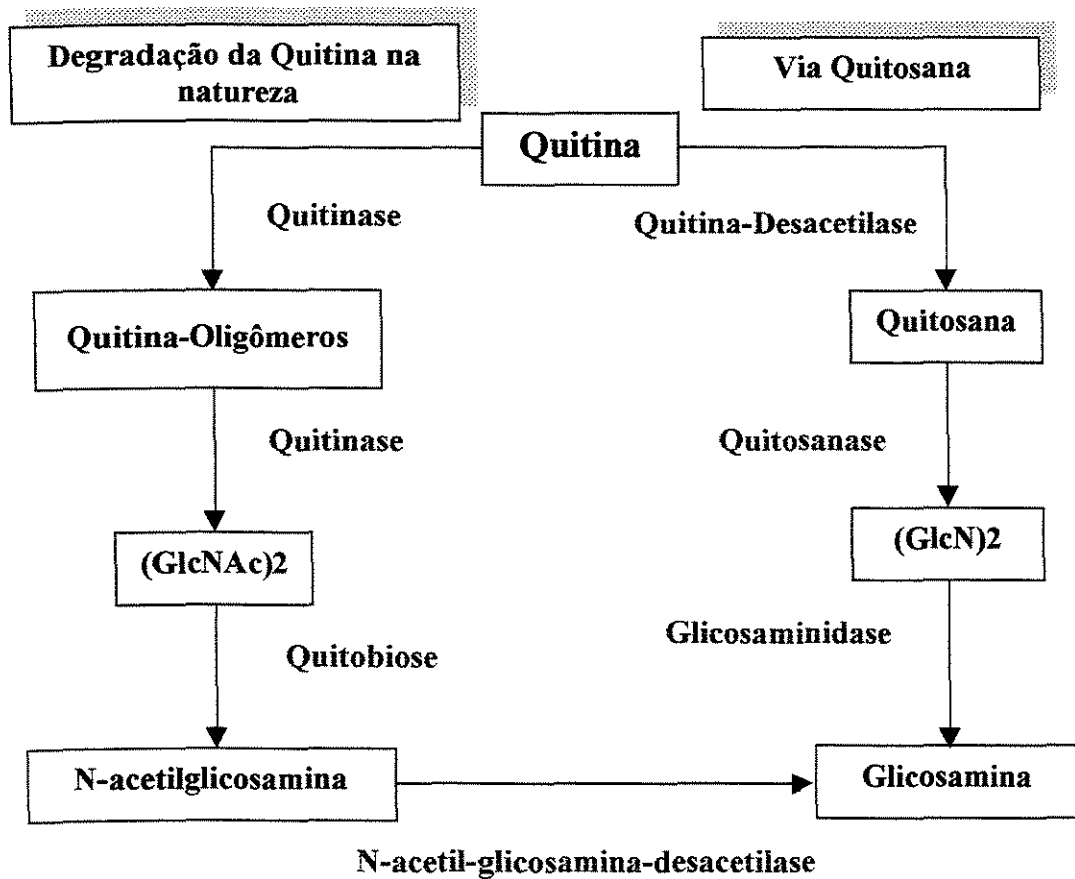 Degradação da Quitina na
natureza
Via Quitosana
Quitina
Quitinase
Quitina-Desacetilase
Quitina-Oligômeros
Quitosana
Quitinase
Quitosanase
(GlcNAc)2
(GlcN)2
Quitobiose
Glicosaminidase
N-acetilglicosamina
Glicosamina
N-acetil-glicosamina-desacetilase